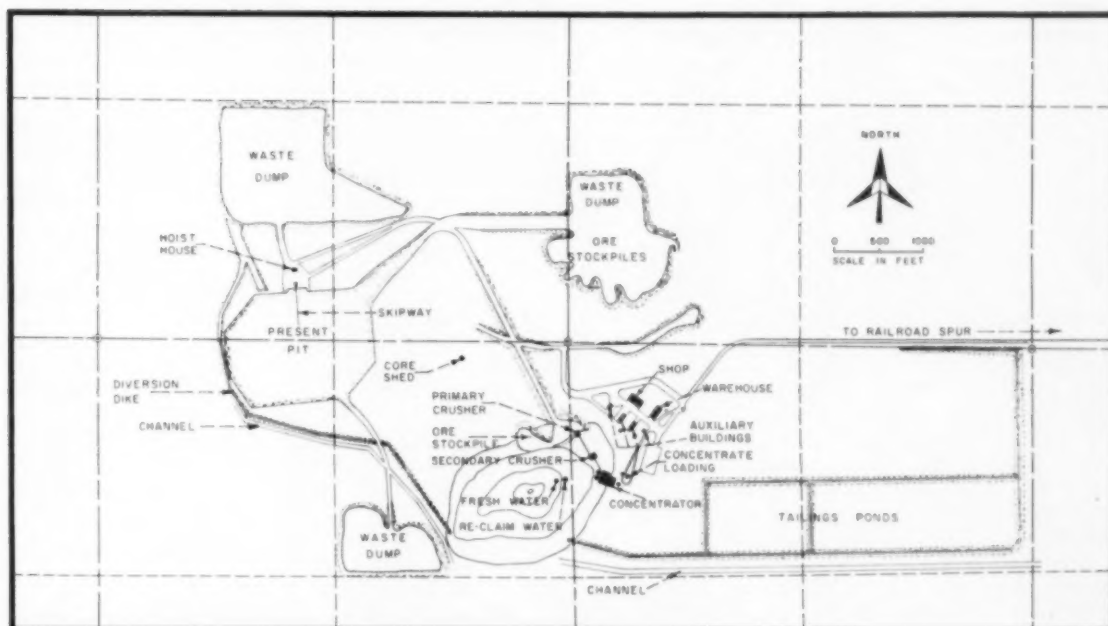 NORTH
0 500 1000
SCALE IN FEET
WASTE
DUMP
WASTE
DUMP
ORE
STOCKPILES
HOIST
HOUSE
SKIPWAY
PRESENT
PIT
TO RAILROAD SPUR
CORE
SHED
SHOP
WAREHOUSE
DIVERSION
DIKE
CHANNEL
PRIMARY
CRUSHER
ORE
STOCKPILE
AUXILIARY
BUILDINGS
SECONDARY CRUSHER
CONCENTRATE
LOADING
FRESH WATER
CONCENTRATOR
RE-CLAIM WATER
TAILINGS PONDS
WASTE
DUMP
CHANNEL